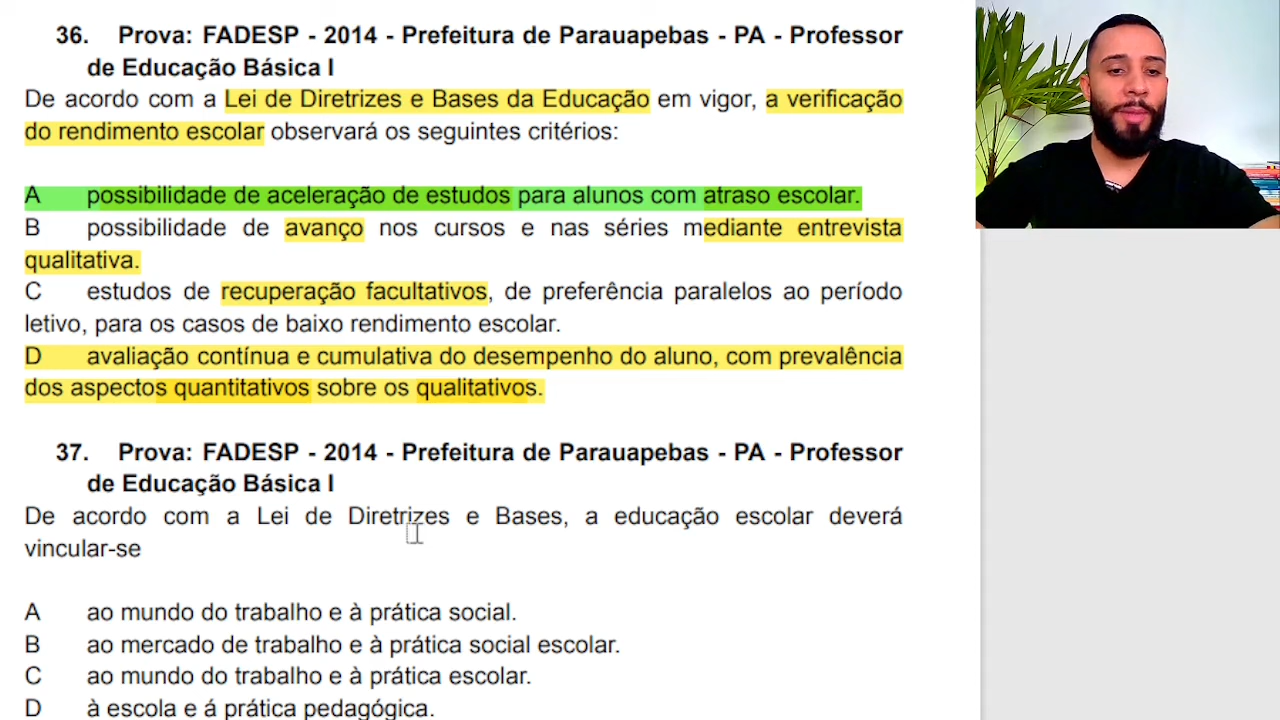 36. Prova: FADESP - 2014 - Prefeitura de Parauapebas - PA - Professor
de Educação Básica I
De acordo com a Lei de Diretrizes e Bases da Educação em vigor, a verificação
do rendimento escolar observará os seguintes critérios:
A possibilidade de aceleração de estudos para alunos com atraso escolar.
B possibilidade de avanço nos cursos e nas séries mediante entrevista
qualitativa.
C estudos de recuperação facultativos, de preferência paralelos ao período
letivo, para os casos de baixo rendimento escolar.
D avaliação contínua e cumulativa do desempenho do aluno, com prevalência
dos aspectos quantitativos sobre os qualitativos.
37. Prova: FADESP - 2014 - Prefeitura de Parauapebas - PA - Professor
de Educação Básica I
De acordo com a Lei de Diretrizes e Bases, a educação escolar deverá
vincular-se
A ao mundo do trabalho e à prática social.
B ao mercado de trabalho e à prática social escolar.
C ao mundo do trabalho e à prática escolar.
D à escola e á prática pedagógica.